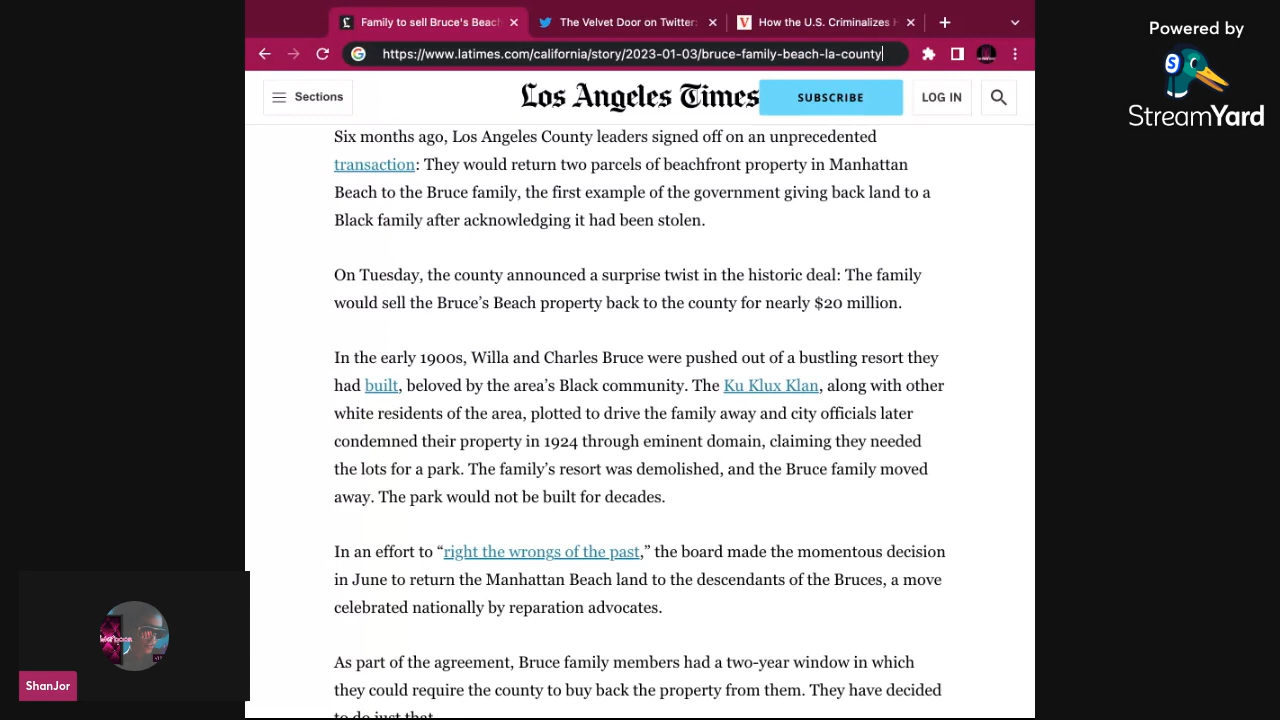 Family to sell Bruce's Beach
The Velvet Door on Twitter:
How the U.S. Criminalizes
https://www.latimes.com/california/story/2023-01-03/bruce-family-beach-la-county
Powered by
StreamYard
Sections
Los Angeles Times
SUBSCRIBE
LOG IN
Six months ago, Los Angeles County leaders signed off on an unprecedented
transaction: They would return two parcels of beachfront property in Manhattan
Beach to the Bruce family, the first example of the government giving back land to a
Black family after acknowledging it had been stolen.
On Tuesday, the county announced a surprise twist in the historic deal: The family
would sell the Bruce’s Beach property back to the county for nearly $20 million.
In the early 1900s, Willa and Charles Bruce were pushed out of a bustling resort they
had built, beloved by the area’s Black community. The Ku Klux Klan, along with other
white residents of the area, plotted to drive the family away and city officials later
condemned their property in 1924 through eminent domain, claiming they needed
the lots for a park. The family’s resort was demolished, and the Bruce family moved
away. The park would not be built for decades.
In an effort to “right the wrongs of the past,” the board made the momentous decision
in June to return the Manhattan Beach land to the descendants of the Bruces, a move
celebrated nationally by reparation advocates.
As part of the agreement, Bruce family members had a two-year window in which
they could require the county to buy back the property from them. They have decided
to do just that.
ShanJor